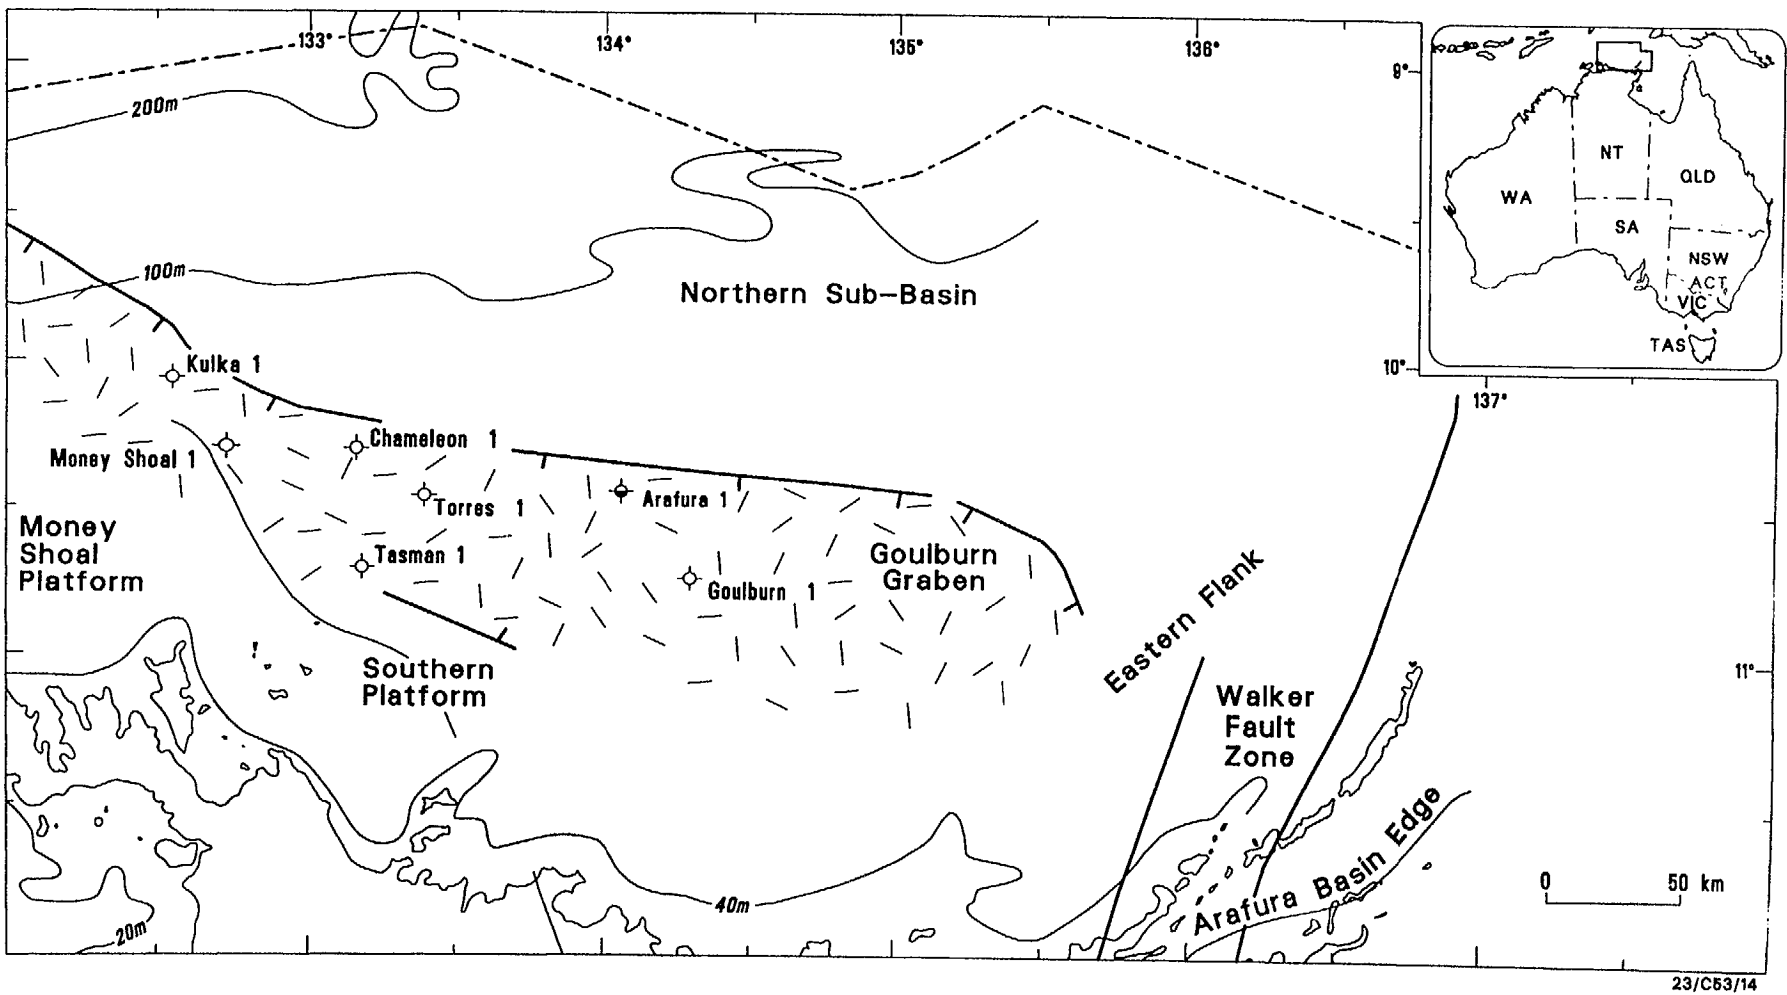 133°
134°
135°
136°
9°
200m
100m
Northern Sub-Basin
NT
WA
QLD
SA
NSW
ACT
VIC
TAS
10°
137°
Kulka 1
Chameleon 1
Money Shoal 1
Arafura 1
Torres 1
Money
Shoal
Platform
Tasman 1
Goulburn
Graben
Goulburn 1
Eastern Flank
Southern
Platform
11°
Walker
Fault
Zone
Arafura Basin Edge
0 50 km
40m
20m
23/C53/14